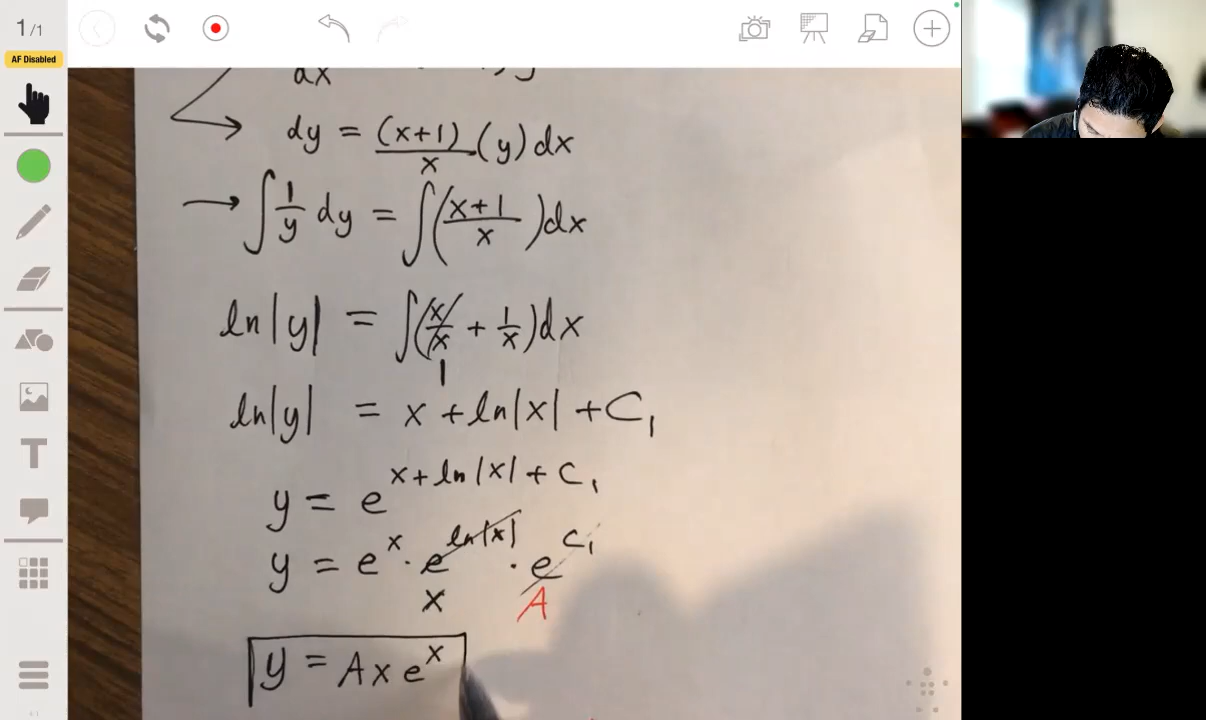 1/1
AF Disabled
dx
dy = (x+1)/x (y) dx
→ ∫ 1/y dy = ∫ (x+1 / x) dx
ln|y| = ∫ (x/x + 1/x) dx
1
ln|y| = x + ln|x| + C₁
y = e^(x + ln|x| + C₁)
y = e^x · e^(ln|x|) · e^(C₁)
x A
y = A x e^x
T